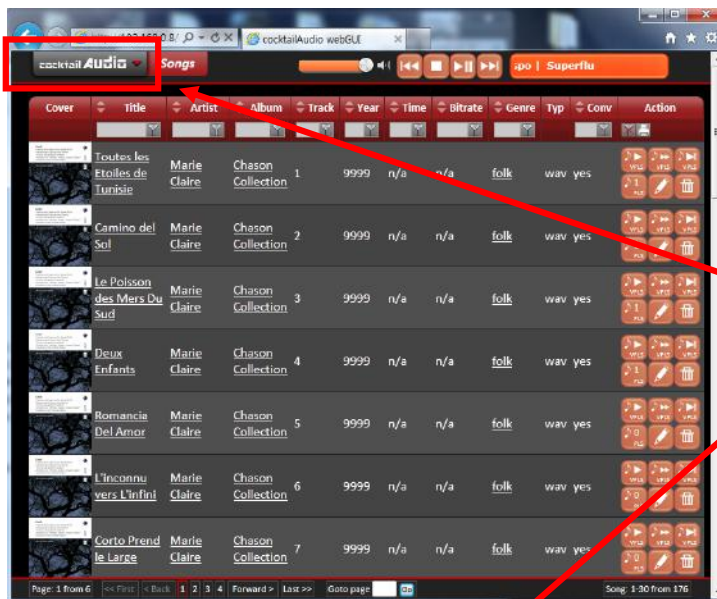 cocktailAudio webGUI
cocktail Audio
Songs
apo | Superflu
Cover Title Artist Album Track Year Time Bitrate Genre Typ Conv Action
Toutes les Etoiles de Tunisie Marie Claire Chason Collection 1 9999 n/a n/a folk wav yes
Camino del Sol Marie Claire Chason Collection 2 9999 n/a n/a folk wav yes
Le Poisson des Mers Du Sud Marie Claire Chason Collection 3 9999 n/a n/a folk wav yes
Deux Enfants Marie Claire Chason Collection 4 9999 n/a n/a folk wav yes
Romancia Del Amor Marie Claire Chason Collection 5 9999 n/a n/a folk wav yes
L'inconnu vers L'infini Marie Claire Chason Collection 6 9999 n/a n/a folk wav yes
Corto Prend le Large Marie Claire Chason Collection 7 9999 n/a n/a folk wav yes
Page: 1 from 6 << First < Back 1 2 3 4 Forward > Last >> Goto page Go Song: 1-30 from 176